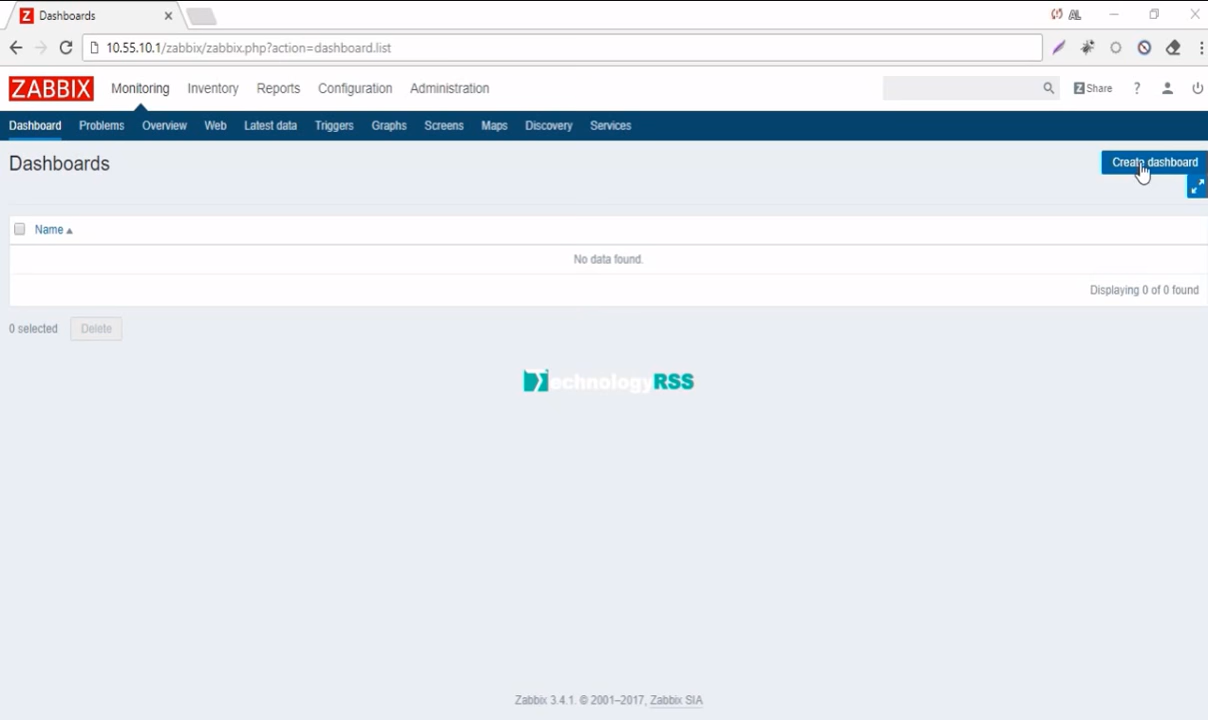 Dashboards
10.55.10.1/zabbix/zabbix.php?action=dashboard.list
ZABBIX Monitoring Inventory Reports Configuration Administration Z Share ?
Dashboard Problems Overview Web Latest data Triggers Graphs Screens Maps Discovery Services
Dashboards
Create dashboard
Name
No data found.
Displaying 0 of 0 found
0 selected Delete
TechnologyRSS
Zabbix 3.4.1. © 2001–2017, Zabbix SIA